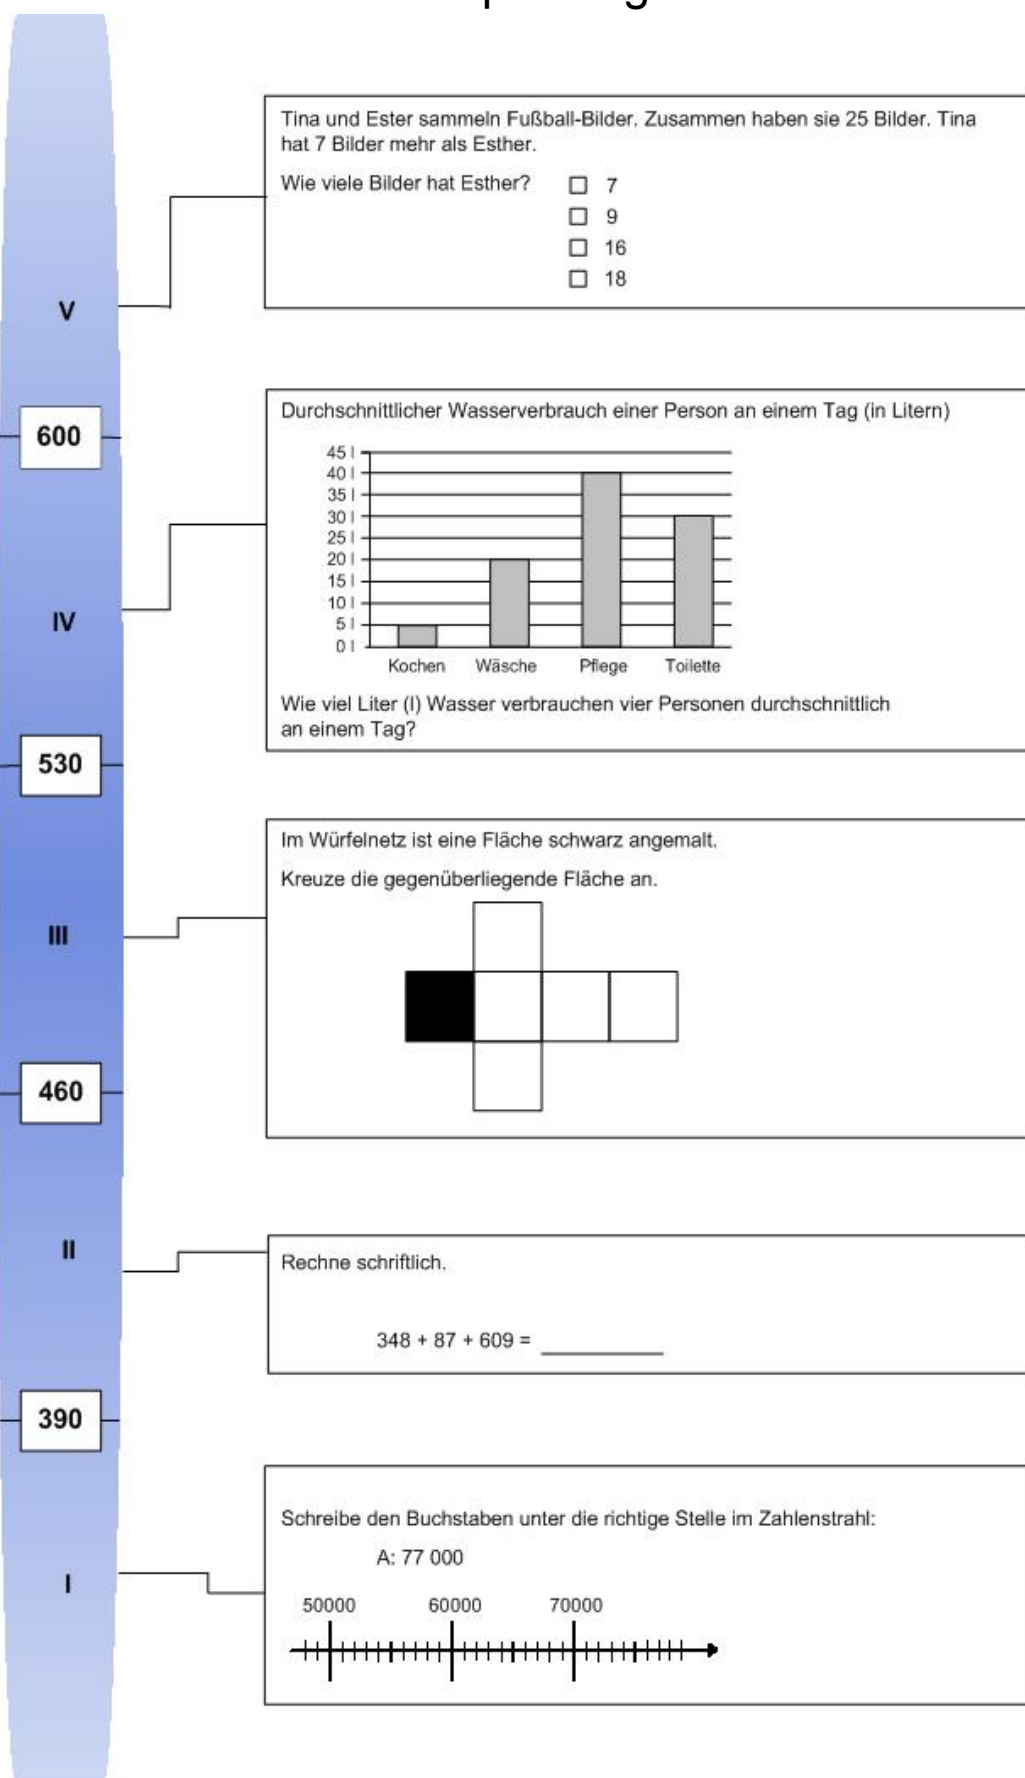 Tina und Ester sammeln Fußball-Bilder. Zusammen haben sie 25 Bilder. Tina
hat 7 Bilder mehr als Esther.
Wie viele Bilder hat Esther?
7
9
16
18
V
600
Durchschnittlicher Wasserverbrauch einer Person an einem Tag (in Litern)
45 l
40 l
35 l
30 l
25 l
20 l
15 l
10 l
5 l
0 l
Kochen Wäsche Pflege Toilette
Wie viel Liter (l) Wasser verbrauchen vier Personen durchschnittlich
an einem Tag?
IV
530
Im Würfelnetz ist eine Fläche schwarz angemalt.
Kreuze die gegenüberliegende Fläche an.
III
460
II
Rechne schriftlich.
348 + 87 + 609 =
390
Schreibe den Buchstaben unter die richtige Stelle im Zahlenstrahl:
A: 77 000
I
50000 60000 70000